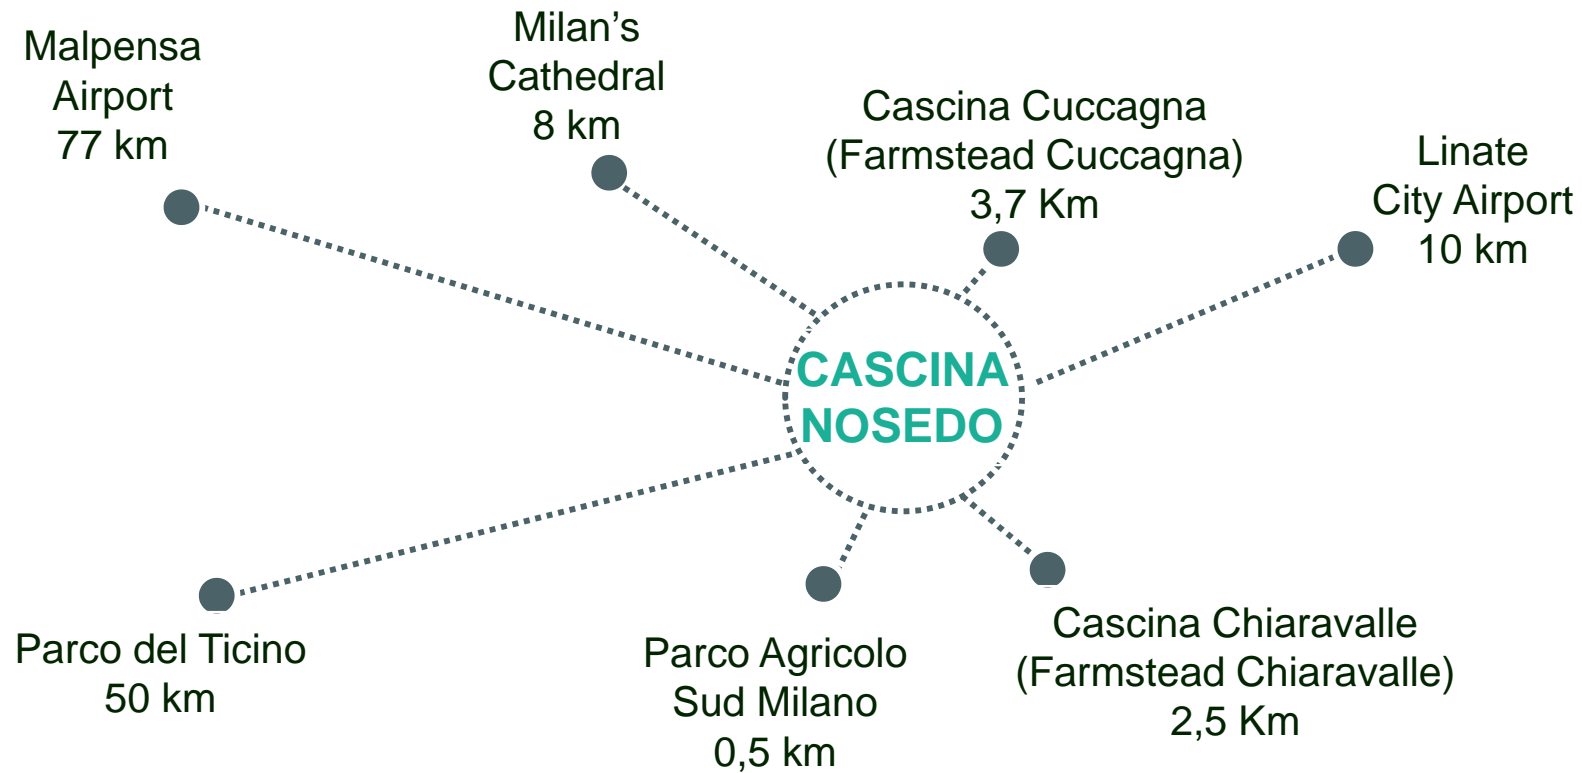 Malpensa
Airport
77 km
Milan’s
Cathedral
8 km
Cascina Cuccagna
(Farmstead Cuccagna)
3,7 Km
Linate
City Airport
10 km
CASCINA
NOSEDO
Parco del Ticino
50 km
Parco Agricolo
Sud Milano
0,5 km
Cascina Chiaravalle
(Farmstead Chiaravalle)
2,5 Km